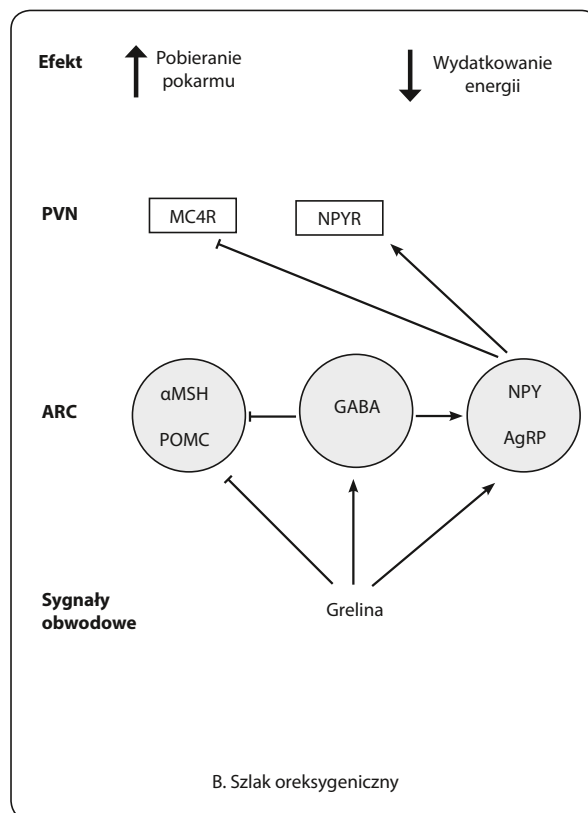 Efekt
Pobieranie
pokarmu
Wydatkowanie
energii
PVN
MC4R
NPYR
ARC
αMSH
POMC
GABA
NPY
AgRP
Sygnały
obwodowe
Grelina
B. Szlak oreksygeniczny